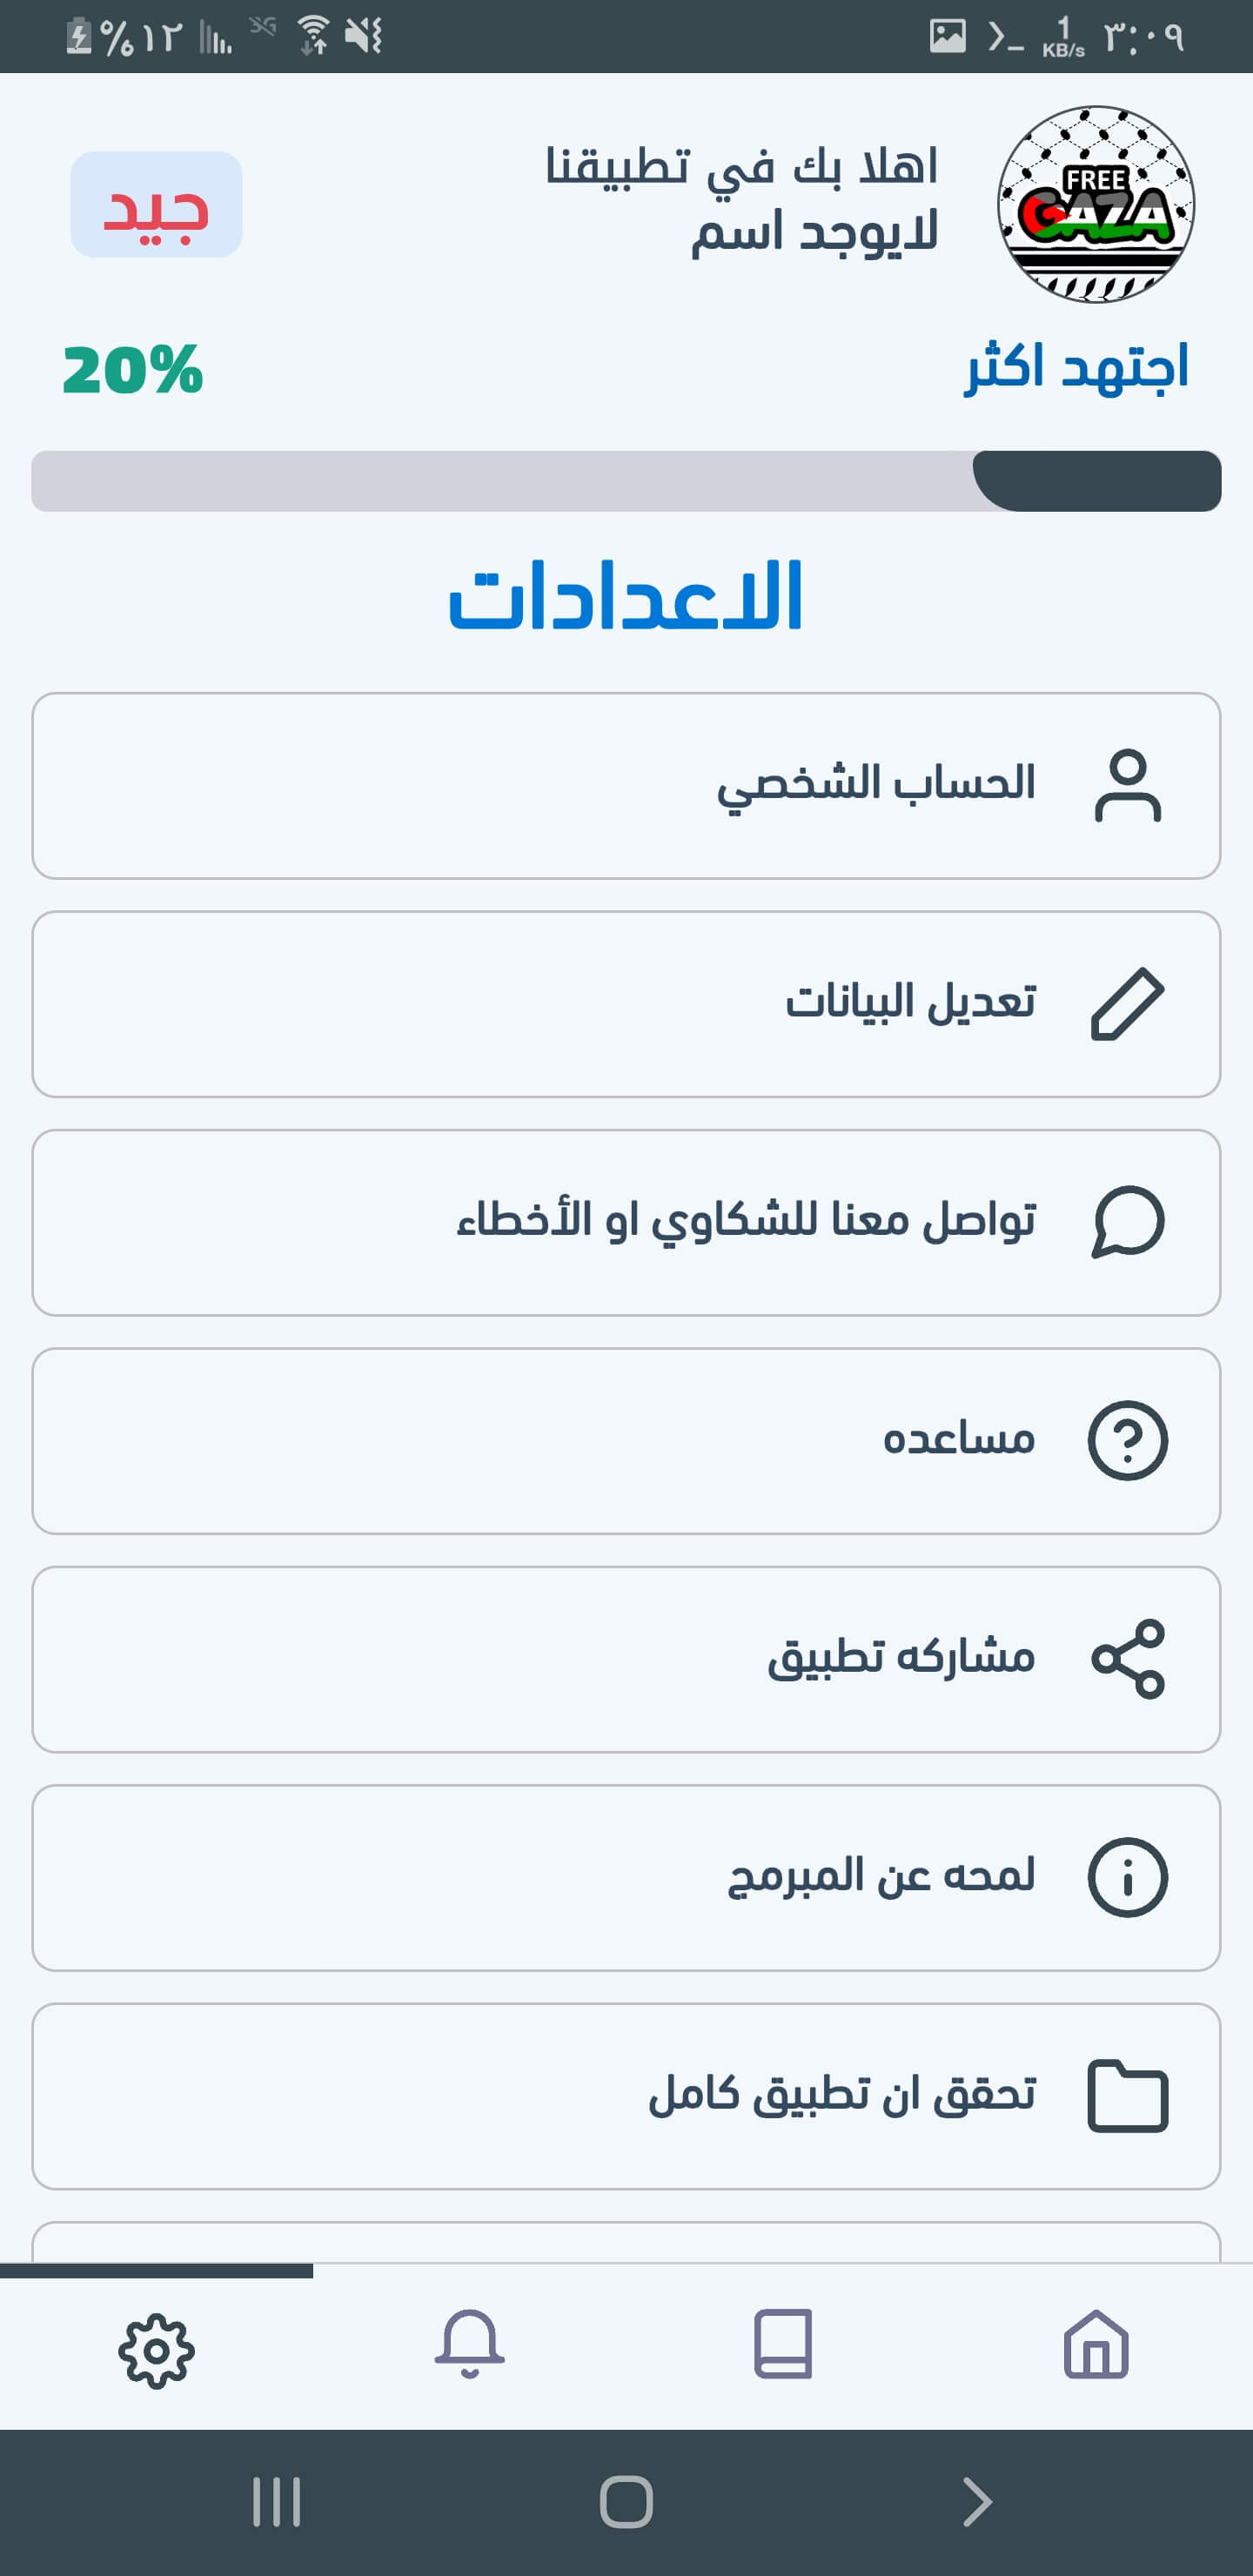 ٣:٠٩
1
KB/s
3G
%١٢
FREE
GAZA
اهلا بك في تطبيقنا
لايوجد اسم
جيد
اجتهد اكثر
20%
الاعدادات
الحساب الشخصي
تعديل البيانات
تواصل معنا للشكاوي او الأخطاء
مساعده
مشاركه تطبيق
لمحه عن المبرمج
تحقق ان تطبيق كامل